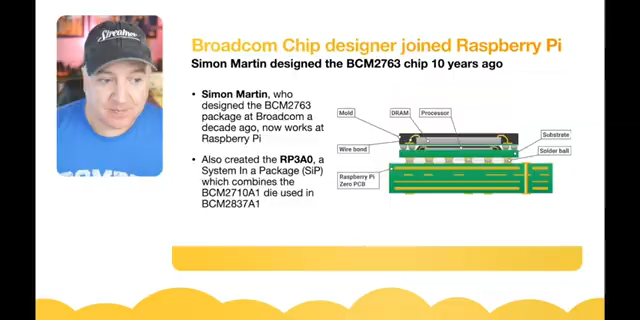 Streamer
Broadcom Chip designer joined Raspberry Pi
Simon Martin designed the BCM2763 chip 10 years ago
• Simon Martin, who
designed the BCM2763
package at Broadcom a
decade ago, now works at
Raspberry Pi
• Also created the RP3A0, a
System In a Package (SiP)
which combines the
BCM2710A1 die used in
BCM2837A1
Mold
DRAM
Processor
Wire bond
Substrate
Solder ball
Raspberry Pi
Zero PCB